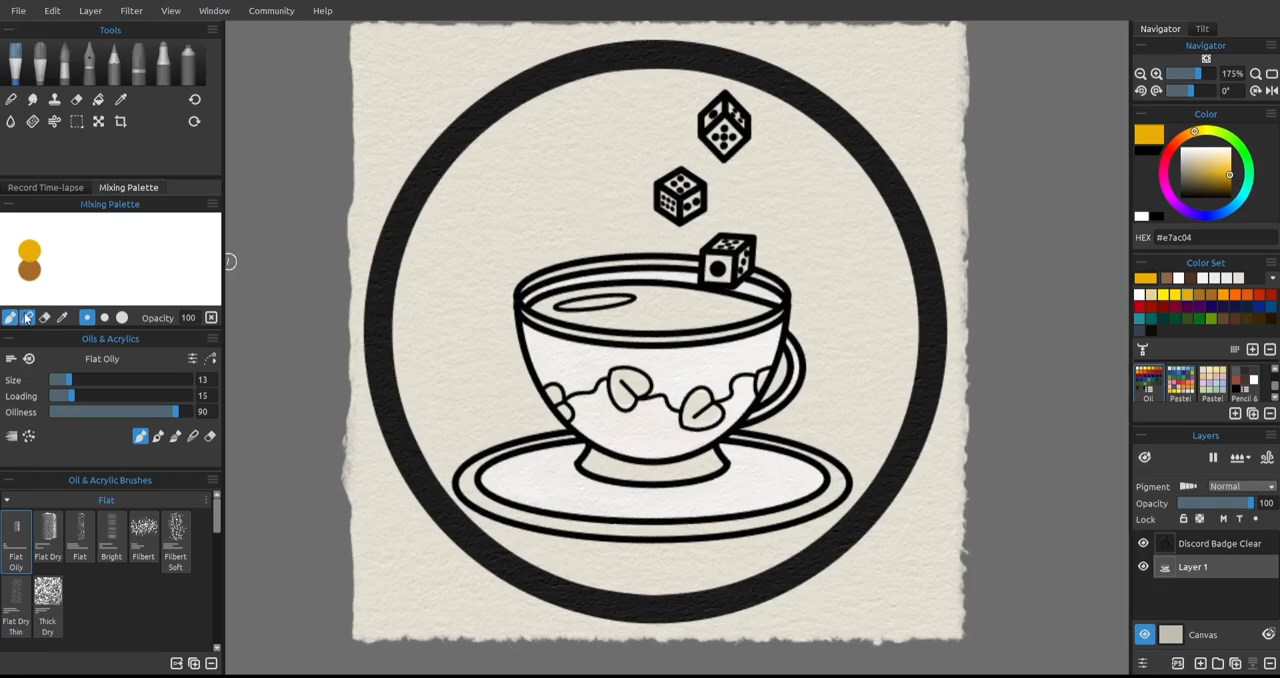 File Edit Layer Filter View Window Community Help
Tools
Record Time-lapse Mixing Palette
Mixing Palette
Opacity 100
Oils & Acrylics
Flat Oily
Size 13
Loading 15
Oiliness 90
Oil & Acrylic Brushes
Flat
Flat Oily
Flat Dry
Flat
Bright
Filbert
Filbert Soft
Flat Dry Thin
Thick Dry
Navigator Tilt
Navigator
175%
0°
Color
HEX #e7ac04
Color Set
Oil Pastel Pastel Pencil &
Layers
Pigment Normal
Opacity 100
Lock M T
Discord Badge Clear
Layer 1
Canvas
PS